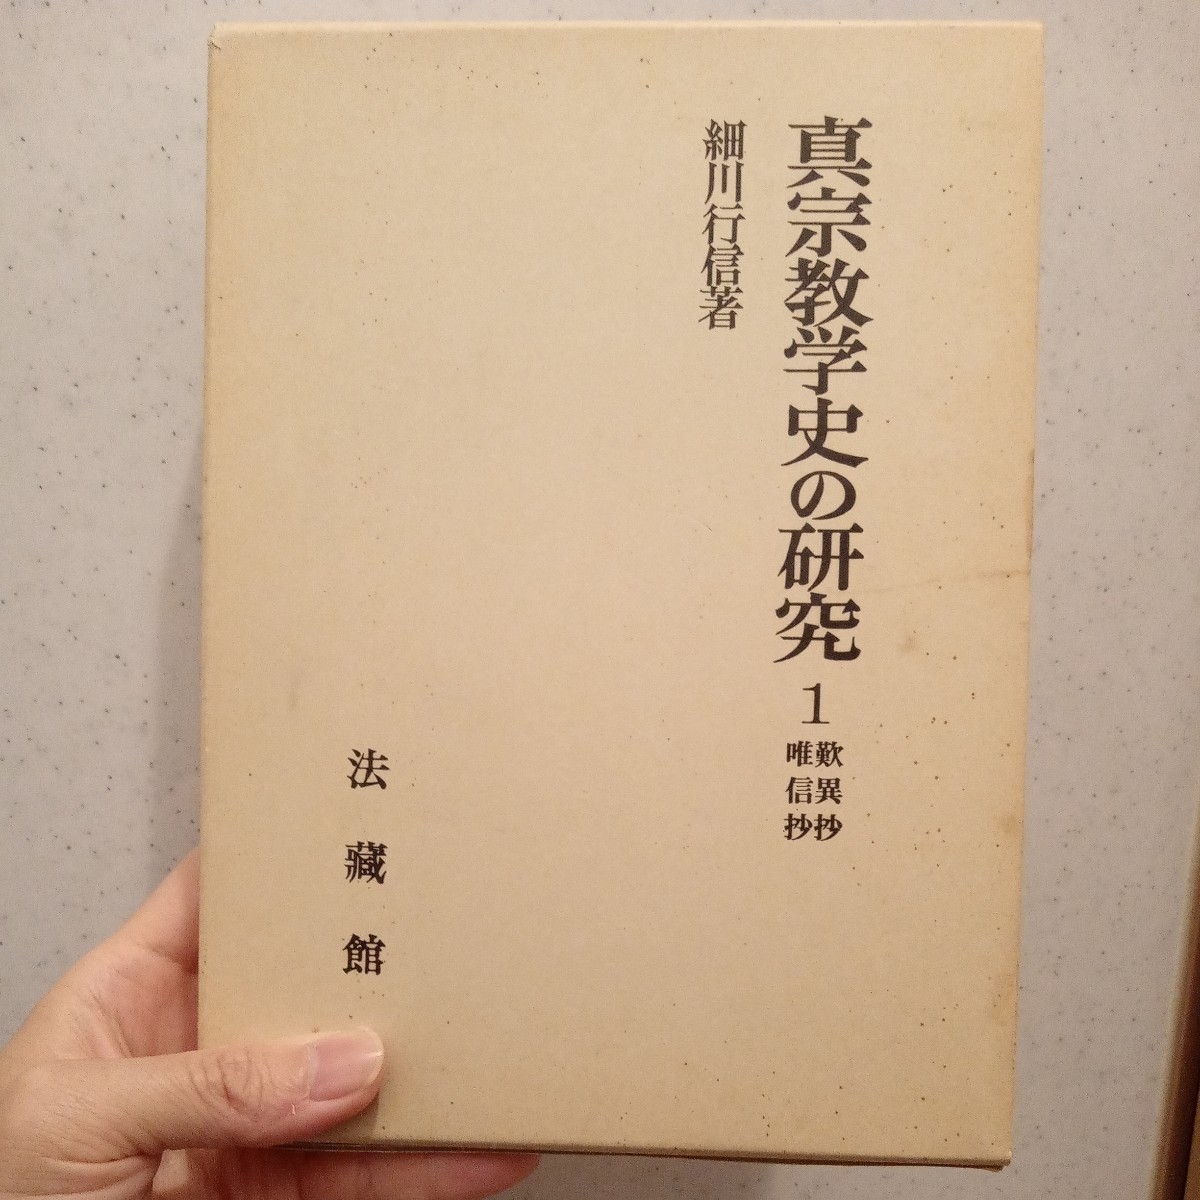 真宗教学史の研究 1
歎異抄
唯信抄
細川行信著
法藏館